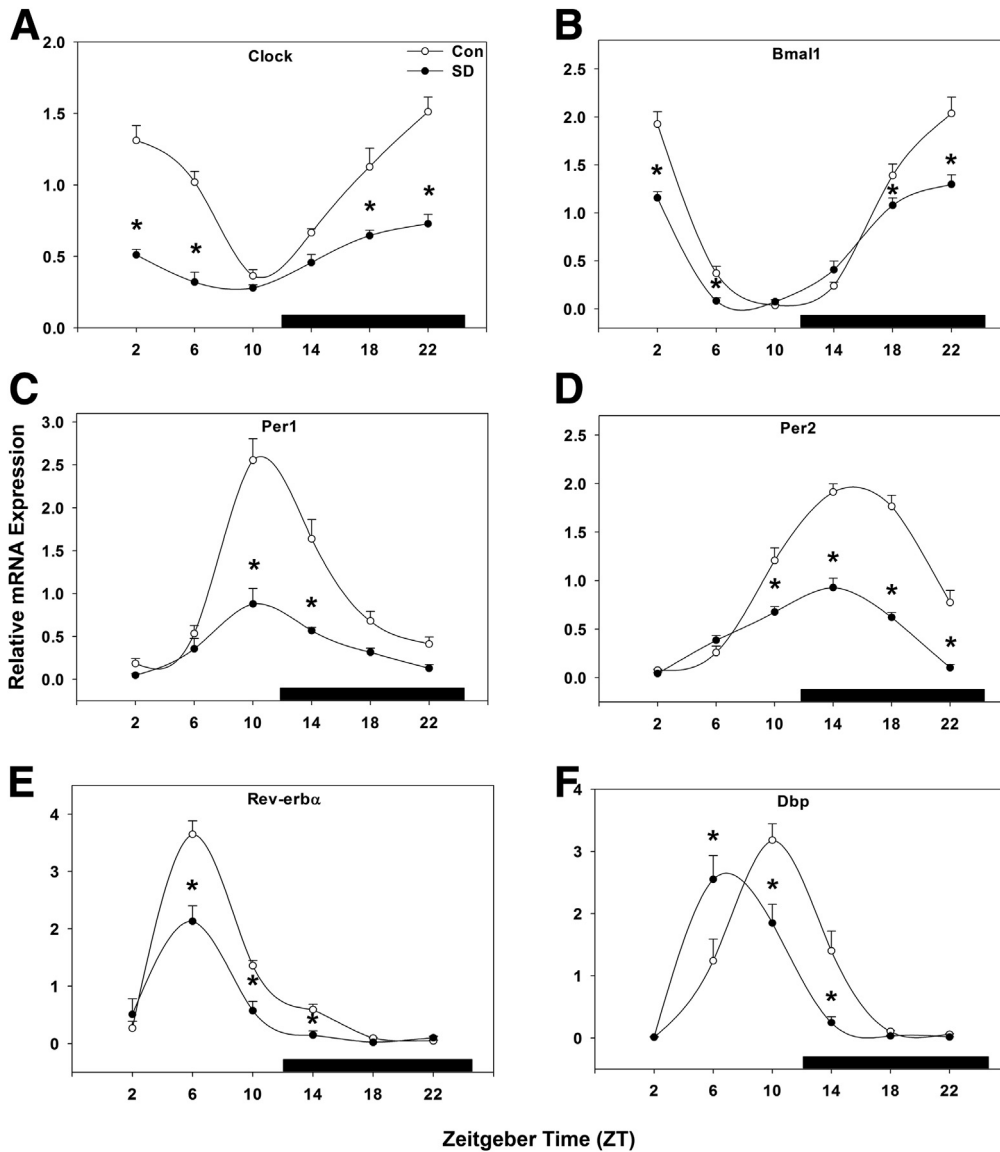 A
Clock
Con
SD
2.0
1.5
1.0
0.5
0.0
*
*
*
*
2 6 10 14 18 22
B
Bmal1
2.5
2.0
1.5
1.0
0.5
0.0
*
*
*
*
2 6 10 14 18 22
Relative mRNA Expression
C
Per1
3.0
2.5
2.0
1.5
1.0
0.5
0.0
*
*
2 6 10 14 18 22
D
Per2
2.5
2.0
1.5
1.0
0.5
0.0
*
*
*
*
2 6 10 14 18 22
E
Rev-erbα
4
3
2
1
0
*
*
*
2 6 10 14 18 22
F
Dbp
4
3
2
1
0
*
*
*
2 6 10 14 18 22
Zeitgeber Time (ZT)